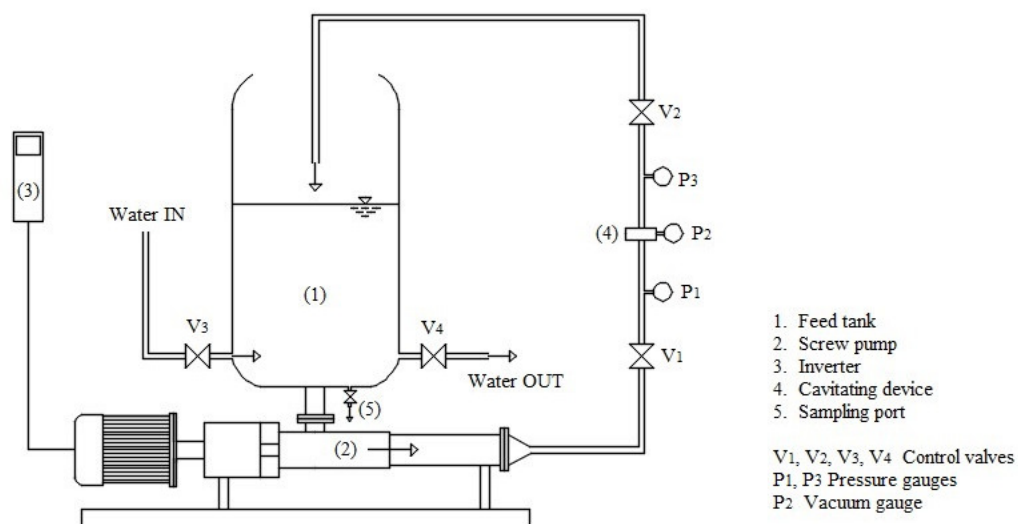 V2
P3
(3)
Water IN
(4)
P2
(1)
P1
V3
V4
V1
Water OUT
(5)
(2)
1. Feed tank
2. Screw pump
3. Inverter
4. Cavitating device
5. Sampling port
V1, V2, V3, V4 Control valves
P1, P3 Pressure gauges
P2 Vacuum gauge